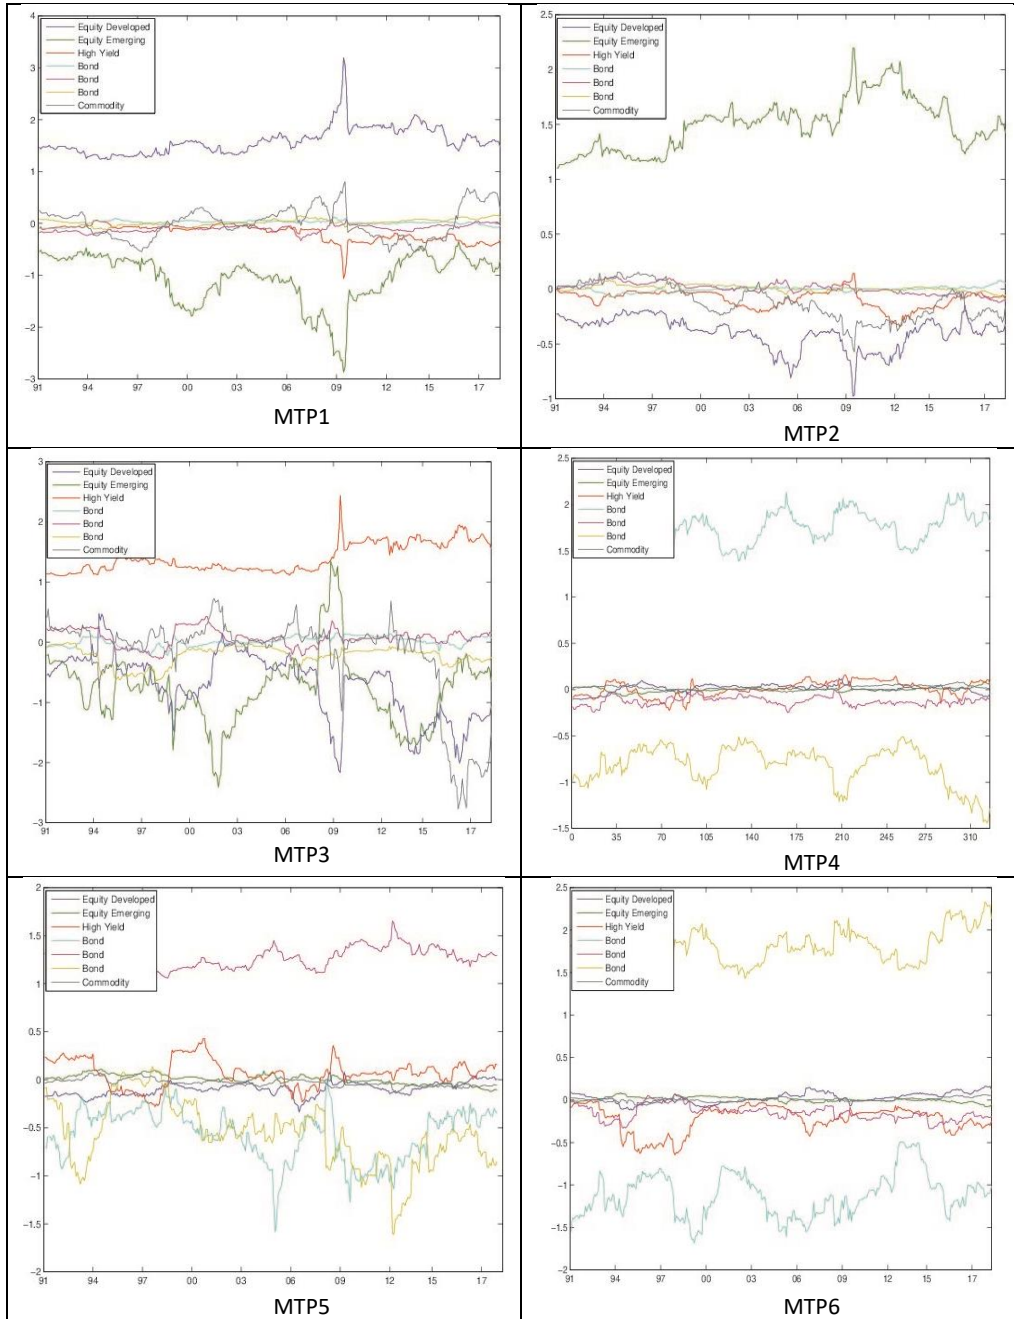 4
3
2
1
0
−1
−2
−3
Equity Developed
Equity Emerging
High Yield
Bond
Bond
Bond
Commodity
91 94 97 00 03 06 09 12 15 17
MTP1
2.5
2
1.5
1
0.5
0
−0.5
−1
Equity Developed
Equity Emerging
High Yield
Bond
Bond
Bond
Commodity
91 94 97 00 03 06 09 12 15 17
MTP2
3
2
1
0
−1
−2
−3
Equity Developed
Equity Emerging
High Yield
Bond
Bond
Bond
Commodity
91 94 97 00 03 06 09 12 15 17
MTP3
2.5
2
1.5
1
0.5
0
−0.5
−1
−1.5
Equity Developed
Equity Emerging
High Yield
Bond
Bond
Bond
Commodity
0 35 70 105 140 175 210 245 275 310
MTP4
2
1.5
1
0.5
0
−0.5
−1
−1.5
−2
Equity Developed
Equity Emerging
High Yield
Bond
Bond
Bond
Commodity
91 94 97 00 03 06 09 12 15 17
MTP5
2.5
2
1.5
1
0.5
0
−0.5
−1
−1.5
−2
Equity Developed
Equity Emerging
High Yield
Bond
Bond
Bond
Commodity
91 94 97 00 03 06 09 12 15 17
MTP6